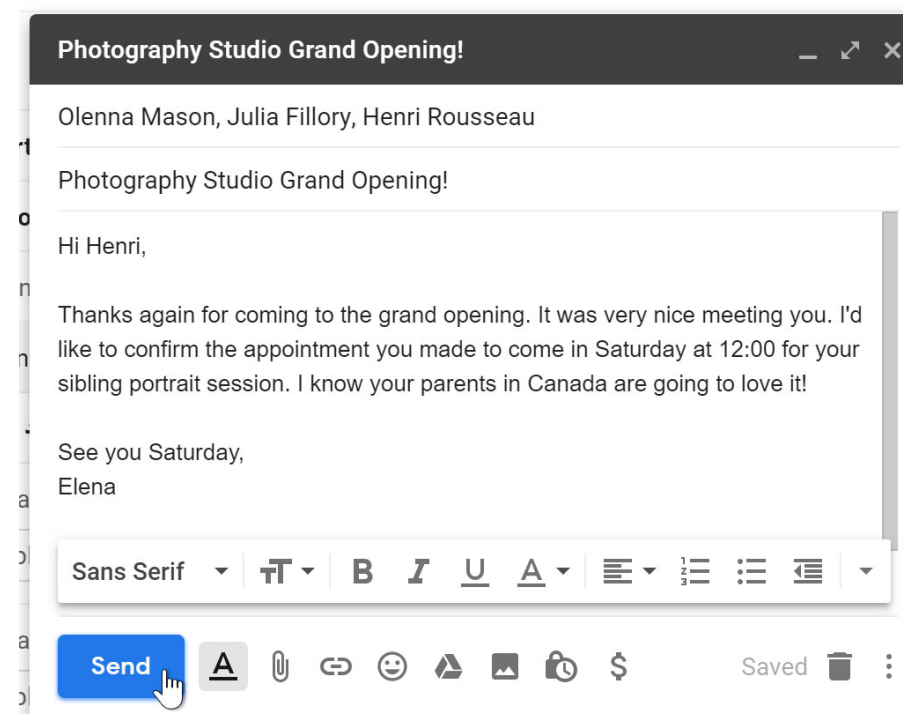 Photography Studio Grand Opening!
Olenna Mason, Julia Fillory, Henri Rousseau
Photography Studio Grand Opening!
Hi Henri,
Thanks again for coming to the grand opening. It was very nice meeting you. I'd
like to confirm the appointment you made to come in Saturday at 12:00 for your
sibling portrait session. I know your parents in Canada are going to love it!
See you Saturday,
Elena
Sans Serif
Send
Saved